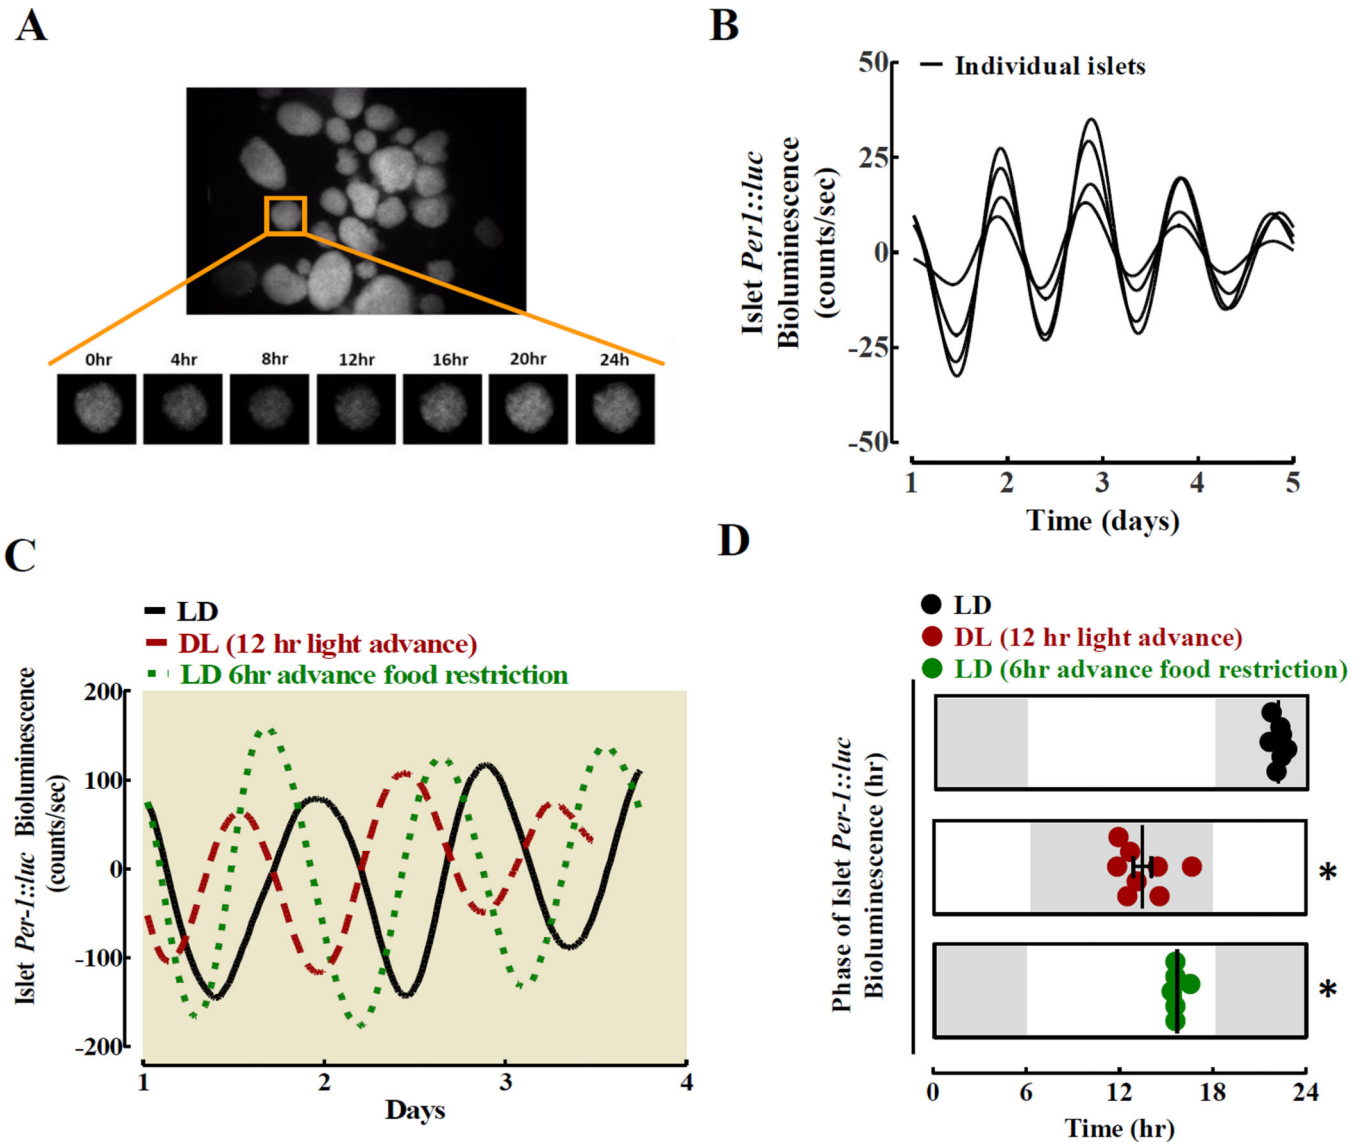 A
0hr 4hr 8hr 12hr 16hr 20hr 24h
B
50
25
0
-25
-50
Islet Per1::luc
Bioluminescence
(counts/sec)
Individual islets
1 2 3 4 5
Time (days)
C
LD
DL (12 hr light advance)
LD 6hr advance food restriction
Islet Per-1::luc Bioluminescence
(counts/sec)
200
100
0
-100
-200
1 2 3 4
Days
D
LD
DL (12 hr light advance)
LD (6hr advance food restriction)
Phase of Islet Per-1::luc
Bioluminescence (hr)
*
*
0 6 12 18 24
Time (hr)